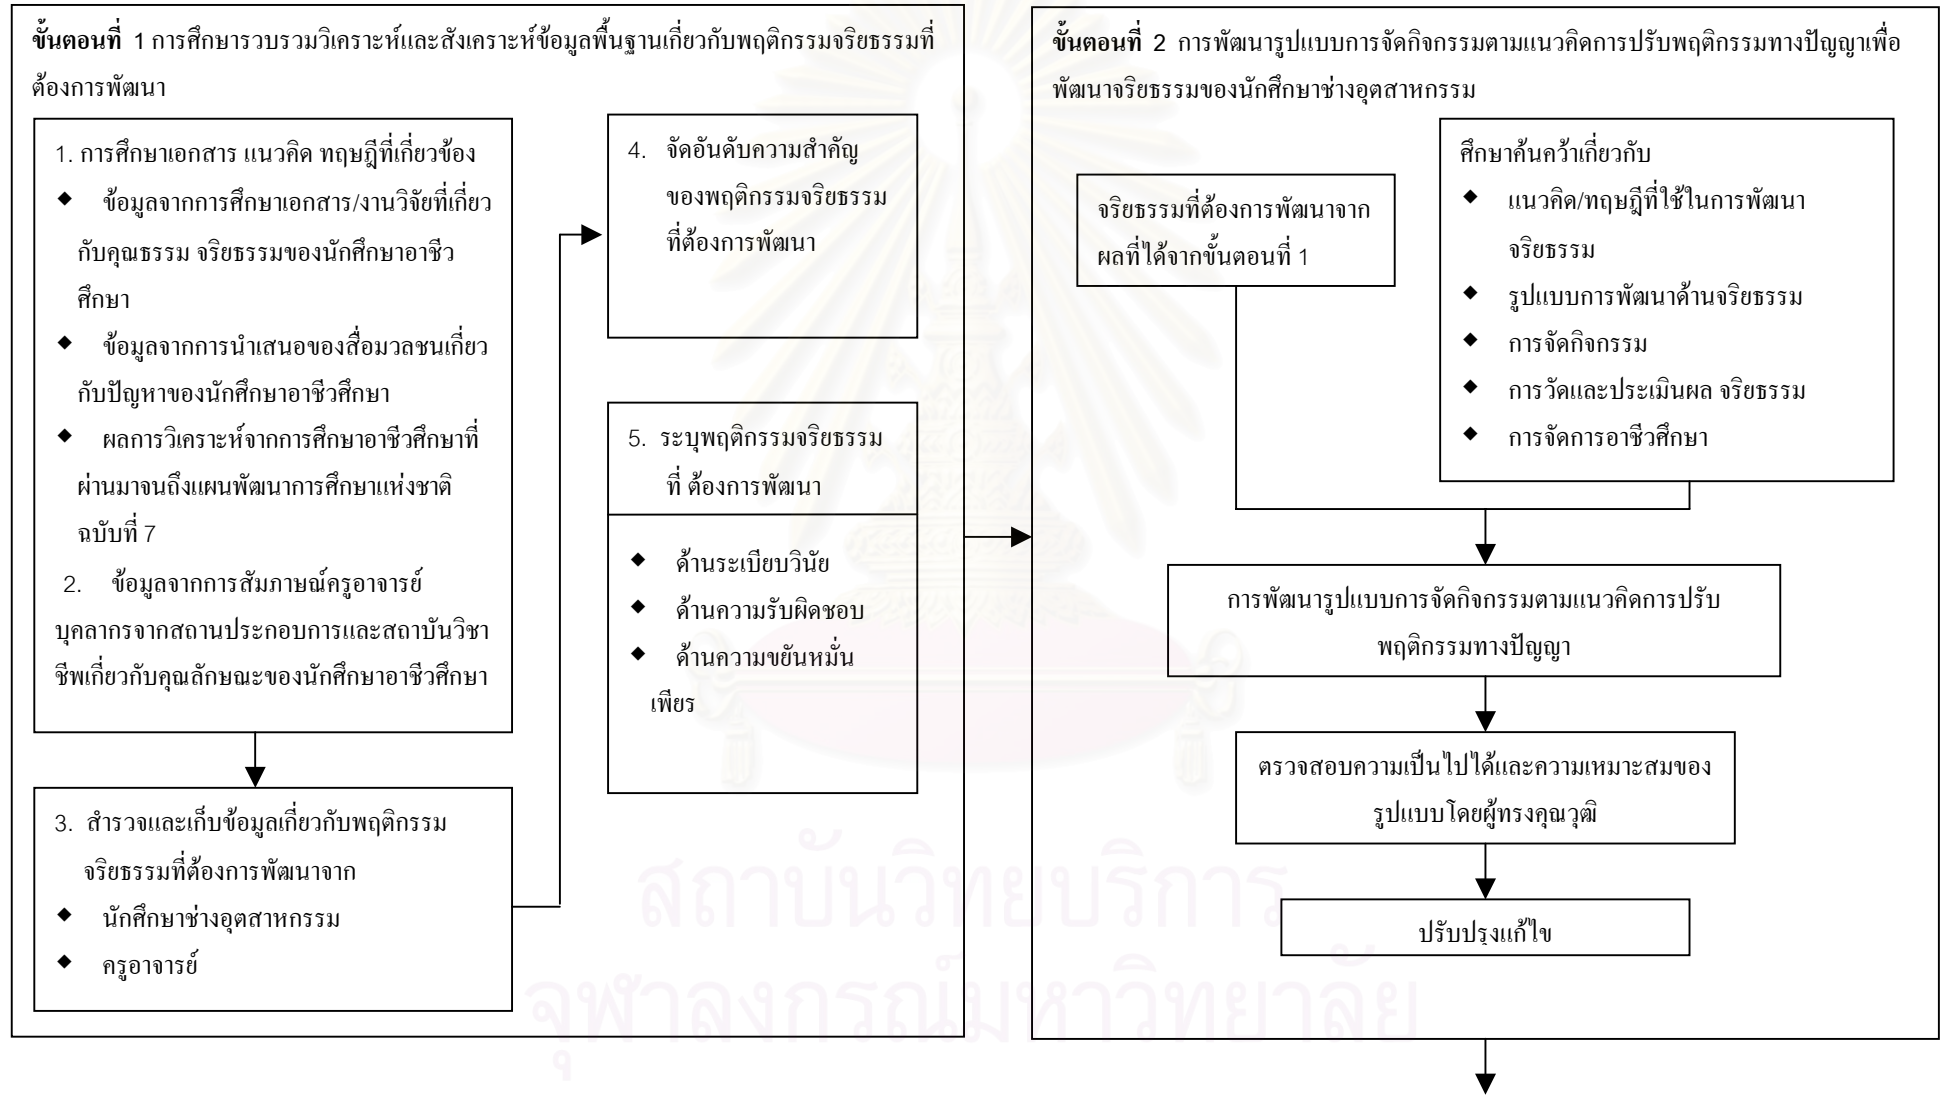 ขั้นตอนที่ 1 การศึกษารวบรวมวิเคราะห์และสังเคราะห์ข้อมูลพื้นฐานเกี่ยวกับพฤติกรรมจริยธรรมที่
ต้องการพัฒนา
1. การศึกษาเอกสาร แนวคิด ทฤษฎีที่เกี่ยวข้อง
◆ ข้อมูลจากการศึกษาเอกสาร/งานวิจัยที่เกี่ยว
กับคุณธรรม จริยธรรมของนักศึกษาอาชีว
ศึกษา
◆ ข้อมูลจากการนำเสนอของสื่อมวลชนเกี่ยว
กับปัญหาของนักศึกษาอาชีวศึกษา
◆ ผลการวิเคราะห์จากการศึกษาอาชีวศึกษาที่
ผ่านมาจนถึงแผนพัฒนาการศึกษาแห่งชาติ
ฉบับที่ 7
2. ข้อมูลจากการสัมภาษณ์ครูอาจารย์
บุคลากรจากสถานประกอบการและสถาบันวิชา
ชีพเกี่ยวกับคุณลักษณะของนักศึกษาอาชีวศึกษา
3. สำรวจและเก็บข้อมูลเกี่ยวกับพฤติกรรม
จริยธรรมที่ต้องการพัฒนาจาก
◆ นักศึกษาช่างอุตสาหกรรม
◆ ครูอาจารย์
4. จัดอันดับความสำคัญ
ของพฤติกรรมจริยธรรม
ที่ต้องการพัฒนา
5. ระบุพฤติกรรมจริยธรรม
ที่ ต้องการพัฒนา
◆ ด้านระเบียบวินัย
◆ ด้านความรับผิดชอบ
◆ ด้านความขยันหมั่น
เพียร
ขั้นตอนที่ 2 การพัฒนารูปแบบการจัดกิจกรรมตามแนวคิดการปรับพฤติกรรมทางปัญญาเพื่อ
พัฒนาจริยธรรมของนักศึกษาช่างอุตสาหกรรม
จริยธรรมที่ต้องการพัฒนาจาก
ผลที่ได้จากขั้นตอนที่ 1
ศึกษาค้นคว้าเกี่ยวกับ
◆ แนวคิด/ทฤษฎีที่ใช้ในการพัฒนา
จริยธรรม
◆ รูปแบบการพัฒนาด้านจริยธรรม
◆ การจัดกิจกรรม
◆ การวัดและประเมินผล จริยธรรม
◆ การจัดการอาชีวศึกษา
การพัฒนารูปแบบการจัดกิจกรรมตามแนวคิดการปรับ
พฤติกรรมทางปัญญา
ตรวจสอบความเป็นไปได้และความเหมาะสมของ
รูปแบบโดยผู้ทรงคุณวุฒิ
ปรับปรุงแก้ไข
สถาบันวิทยบริการ
จุฬาลงกรณ์มหาวิทยาลัย